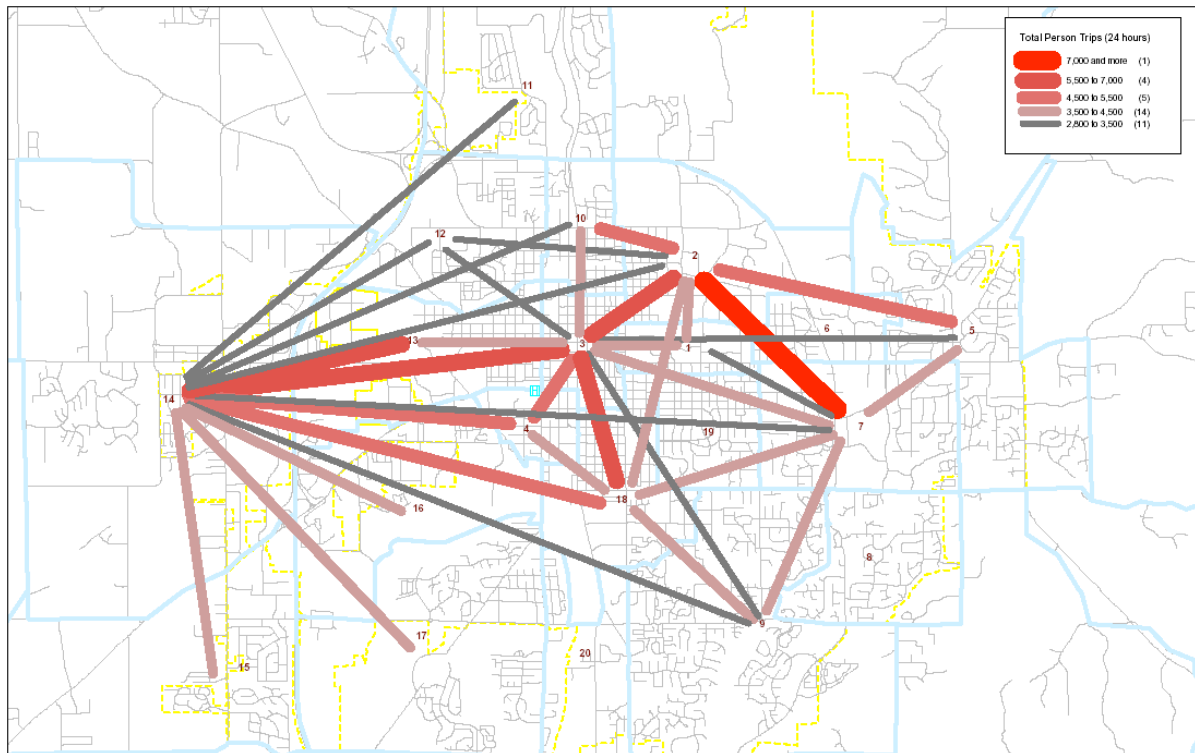 Total Person Trips (24 hours)
7,000 and more (1)
5,500 to 7,000 (4)
4,500 to 5,500 (5)
3,500 to 4,500 (14)
2,800 to 3,500 (11)
11
10
12
2
6
5
13
3
1
H
14
4
19
7
16
18
8
9
17
20
15